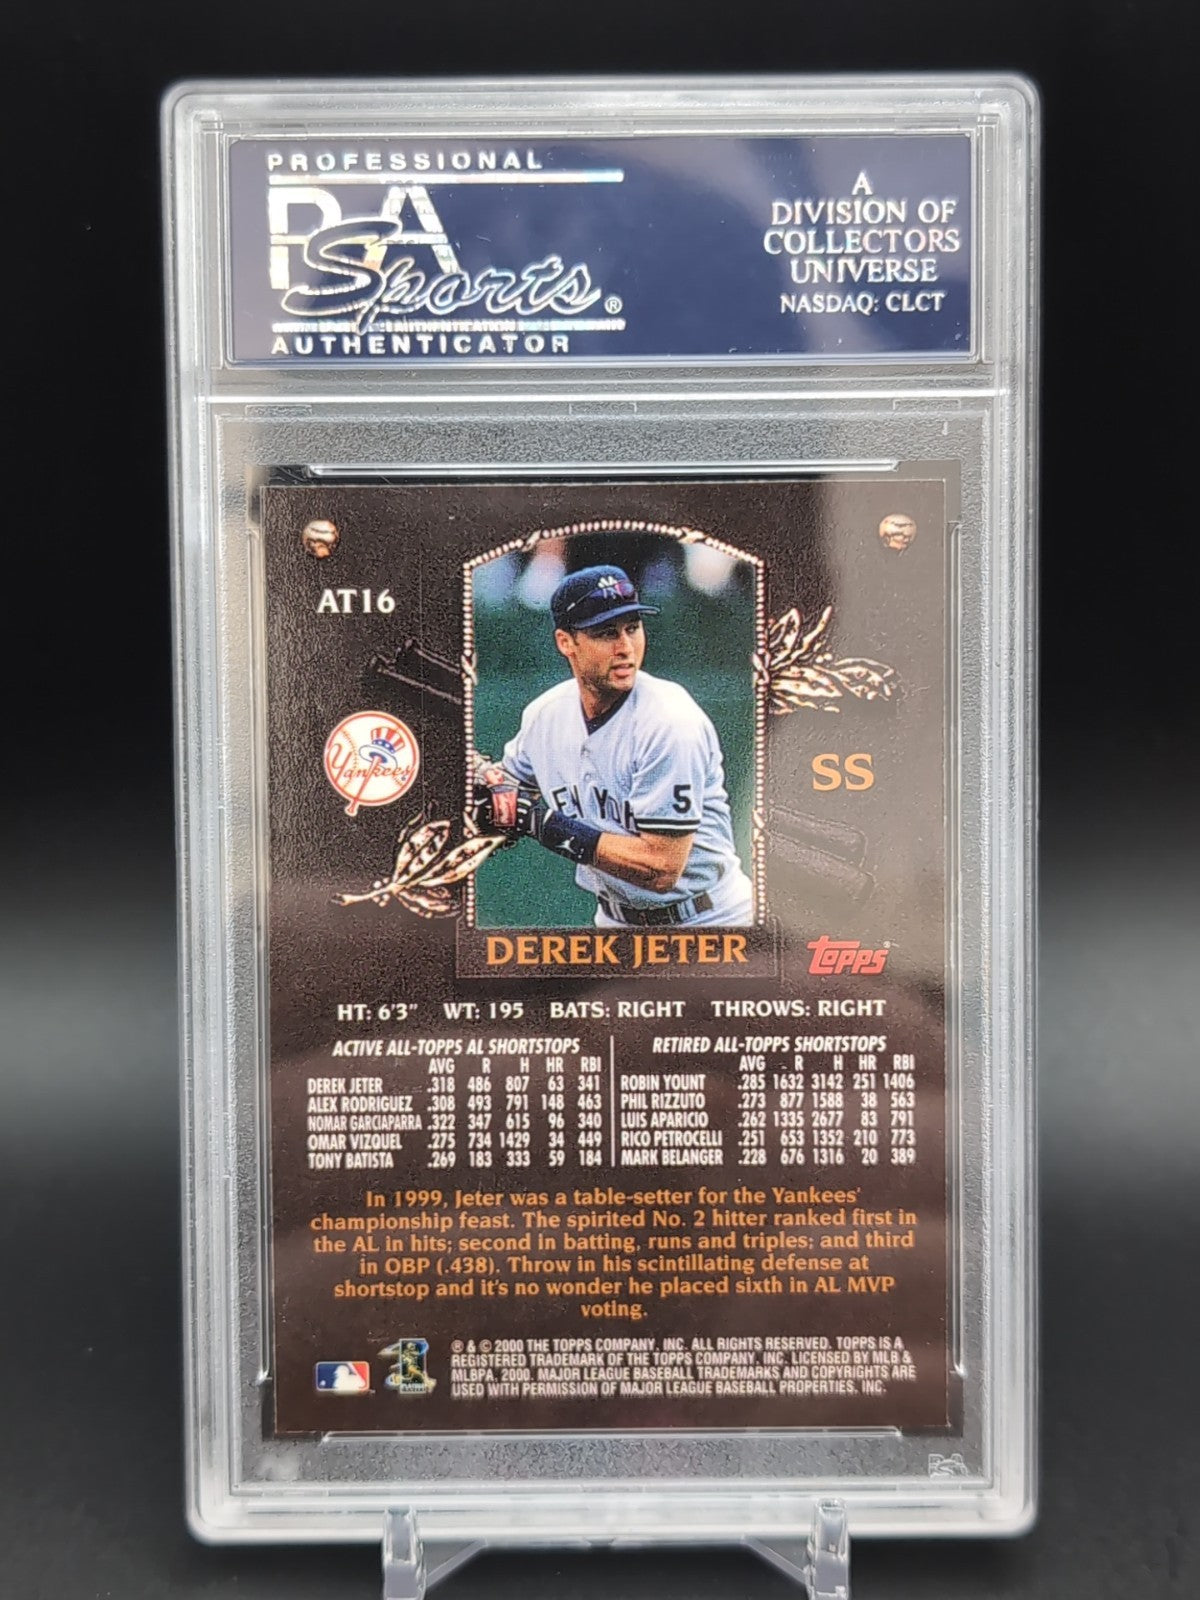 PROFESSIONAL
PSA
Sports®
AUTHENTICATOR
A
DIVISION OF
COLLECTORS
UNIVERSE
NASDAQ: CLCT
AT16
Yankees
SS
NEW YORK
5
DEREK JETER
Topps®
HT: 6'3" WT: 195 BATS: RIGHT THROWS: RIGHT
ACTIVE ALL-TOPPS AL SHORTSTOPS
AVG R H HR RBI
DEREK JETER .318 486 807 63 341
ALEX RODRIGUEZ .308 493 791 148 463
NOMAR GARCIAPARRA .322 347 615 96 340
OMAR VIZQUEL .275 734 1429 34 449
TONY BATISTA .269 183 333 59 184
RETIRED ALL-TOPPS SHORTSTOPS
AVG R H HR RBI
ROBIN YOUNT .285 1632 3142 251 1406
PHIL RIZZUTO .273 877 1588 38 563
LUIS APARICIO .262 1335 2677 83 791
RICO PETROCELLI .251 653 1352 210 773
MARK BELANGER .228 676 1316 20 389
In 1999, Jeter was a table-setter for the Yankees'
championship feast. The spirited No. 2 hitter ranked first in
the AL in hits; second in batting, runs and triples; and third
in OBP (.438). Throw in his scintillating defense at
shortstop and it's no wonder he placed sixth in AL MVP
voting.
® & © 2000 THE TOPPS COMPANY, INC. ALL RIGHTS RESERVED. TOPPS IS A
REGISTERED TRADEMARK OF THE TOPPS COMPANY, INC. LICENSED BY MLB &
MLBPA, 2000. MAJOR LEAGUE BASEBALL TRADEMARKS AND COPYRIGHTS ARE
USED WITH PERMISSION OF MAJOR LEAGUE BASEBALL PROPERTIES, INC.
PSA